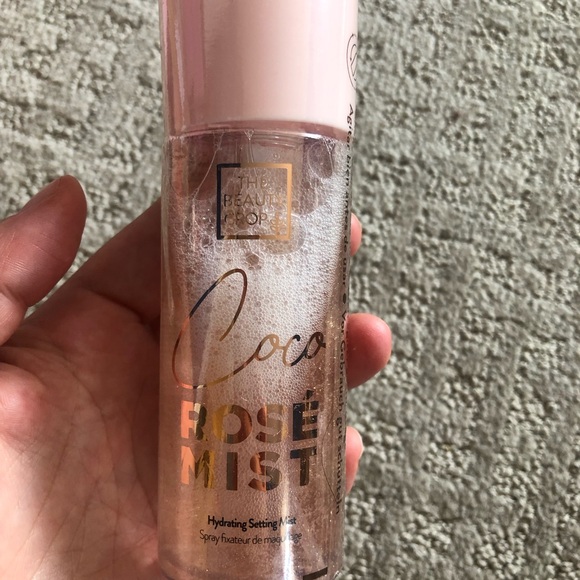 THE
BEAUTY
CROP
Coco
ROSÉ
MIST
Hydrating Setting Mist
Spray fixateur de maquillage